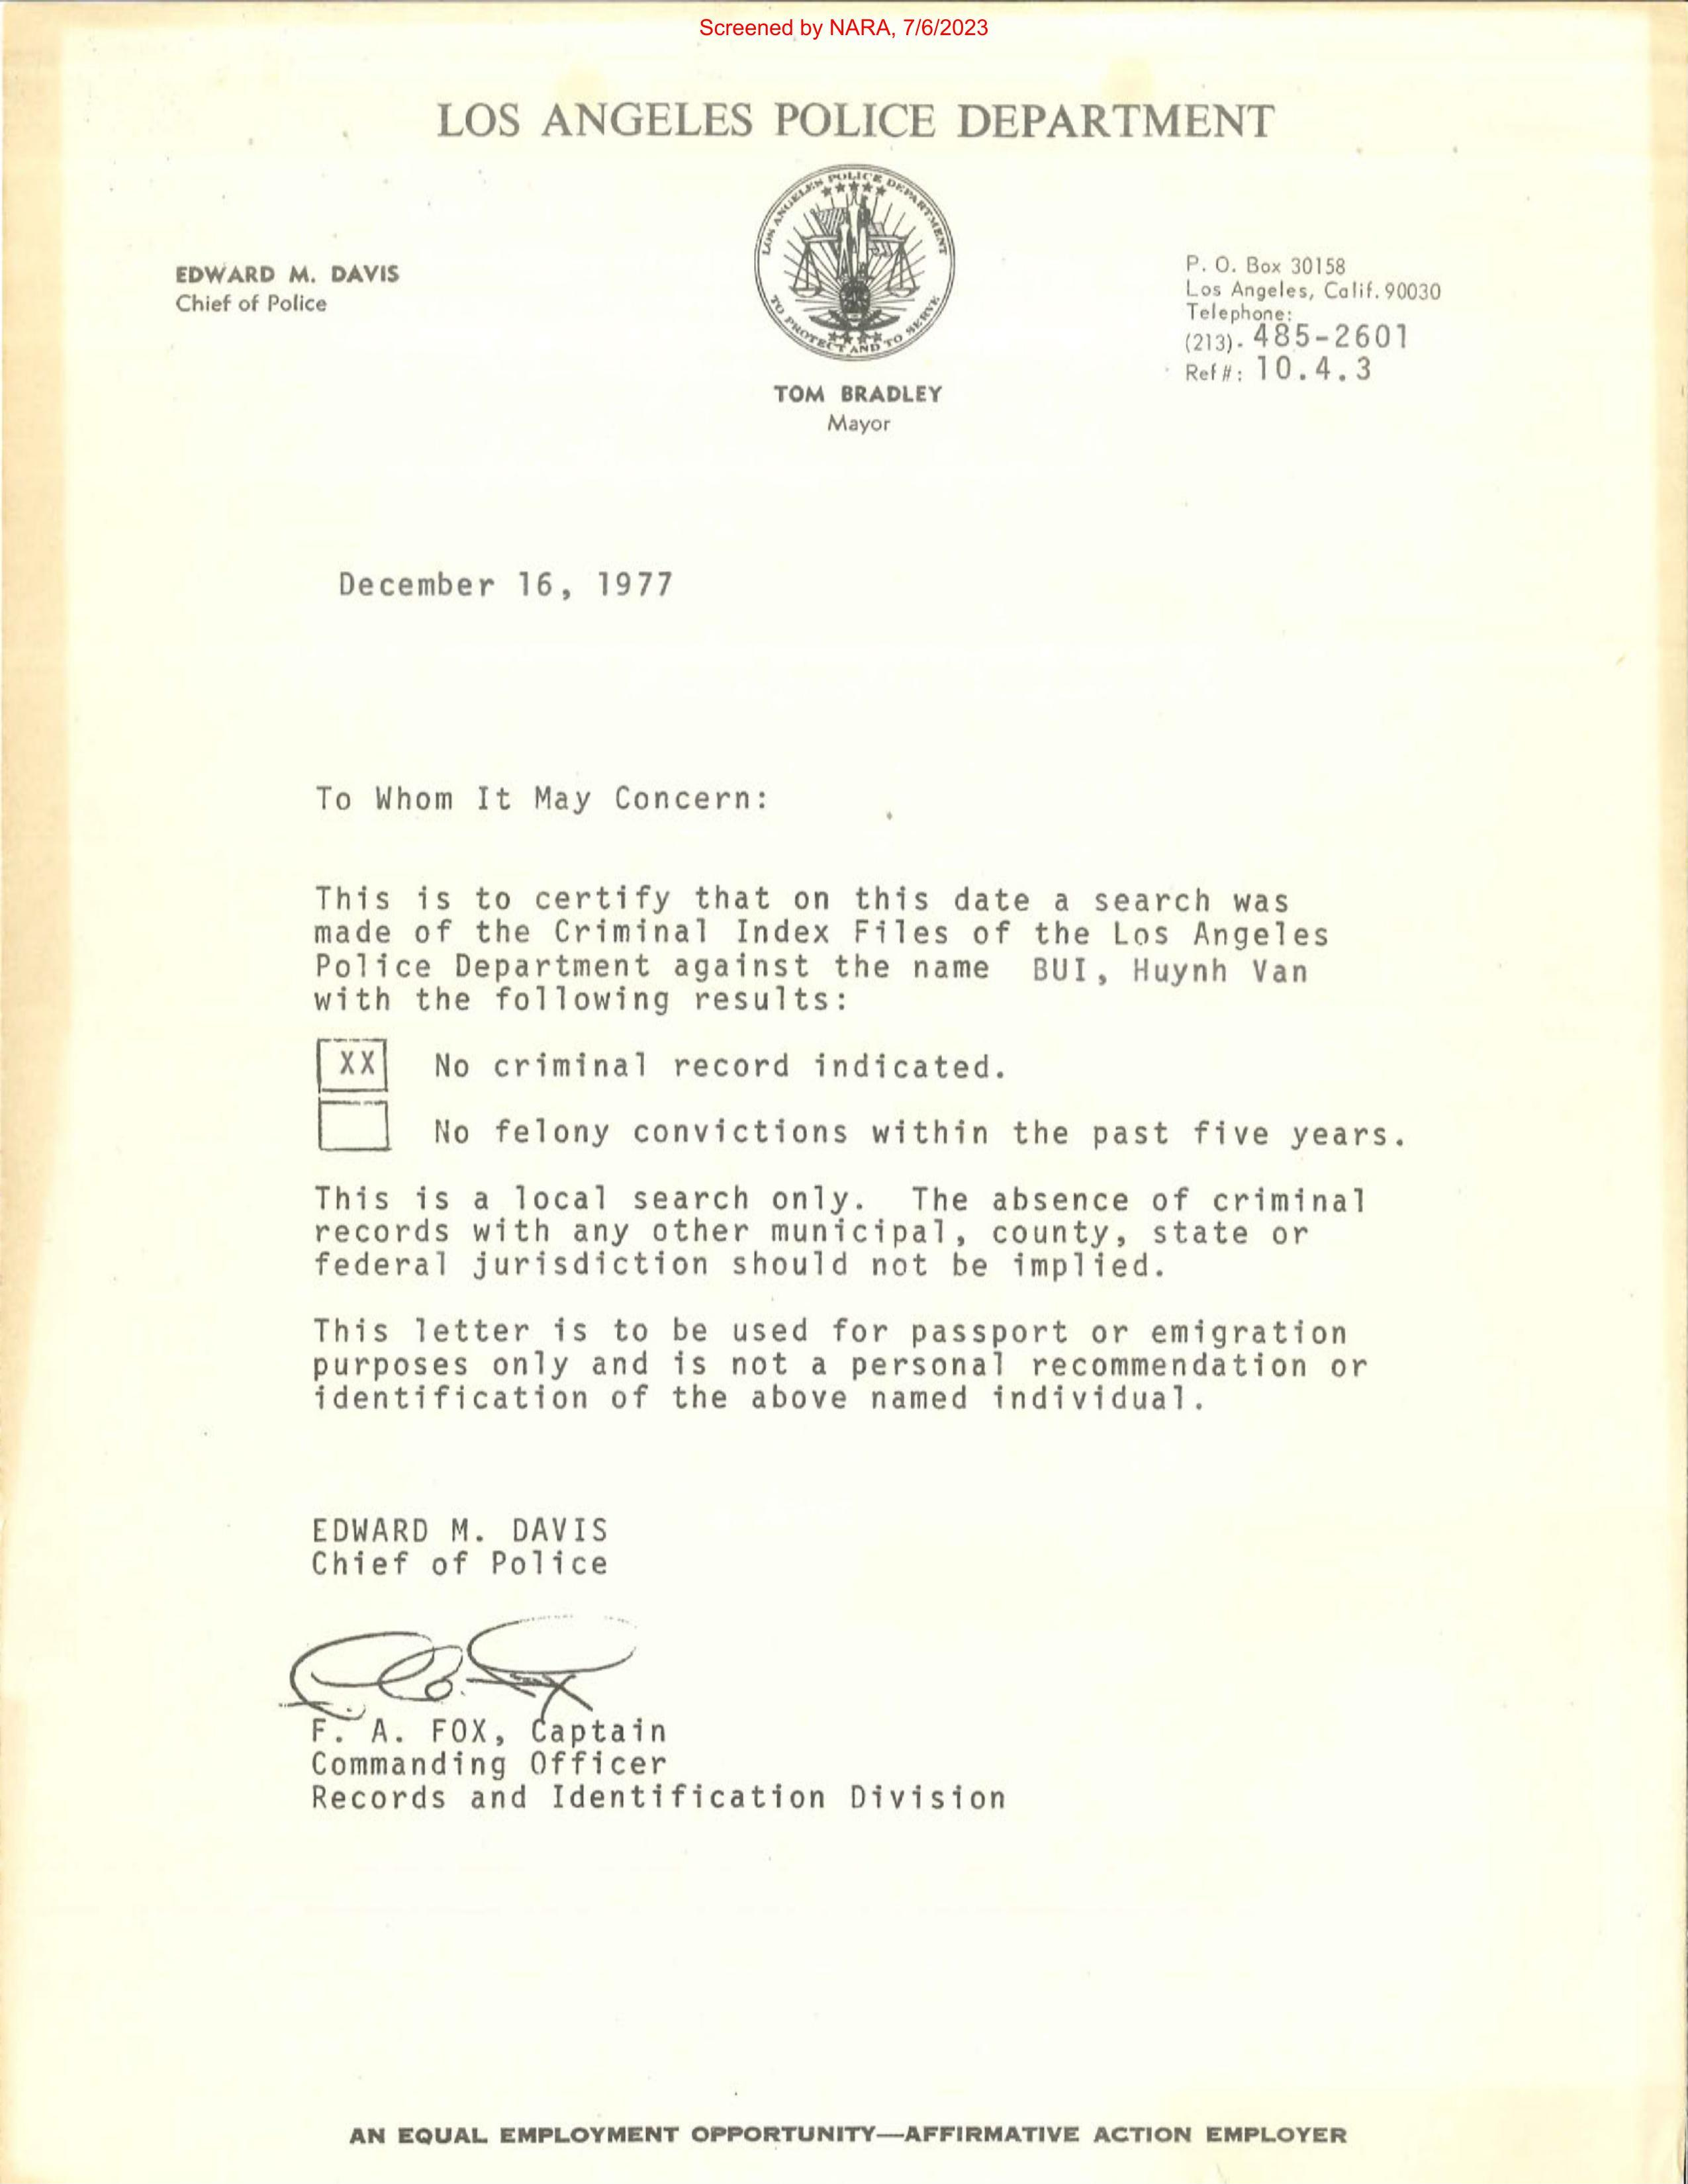 Screened by NARA, 7/6/2023
LOS ANGELES POLICE DEPARTMENT
LOS ANGELES POLICE DEPARTMENT
TO PROTECT AND TO SERVE
EDWARD M. DAVIS
Chief of Police
TOM BRADLEY
Mayor
P. O. Box 30158
Los Angeles, Calif. 90030
Telephone:
(213). 485-2601
Ref #: 10.4.3
December 16, 1977
To Whom It May Concern:
This is to certify that on this date a search was
made of the Criminal Index Files of the Los Angeles
Police Department against the name BUI, Huynh Van
with the following results:
XX No criminal record indicated.
No felony convictions within the past five years.
This is a local search only. The absence of criminal
records with any other municipal, county, state or
federal jurisdiction should not be implied.
This letter is to be used for passport or emigration
purposes only and is not a personal recommendation or
identification of the above named individual.
EDWARD M. DAVIS
Chief of Police
F. A. FOX, Captain
Commanding Officer
Records and Identification Division
AN EQUAL EMPLOYMENT OPPORTUNITY—AFFIRMATIVE ACTION EMPLOYER